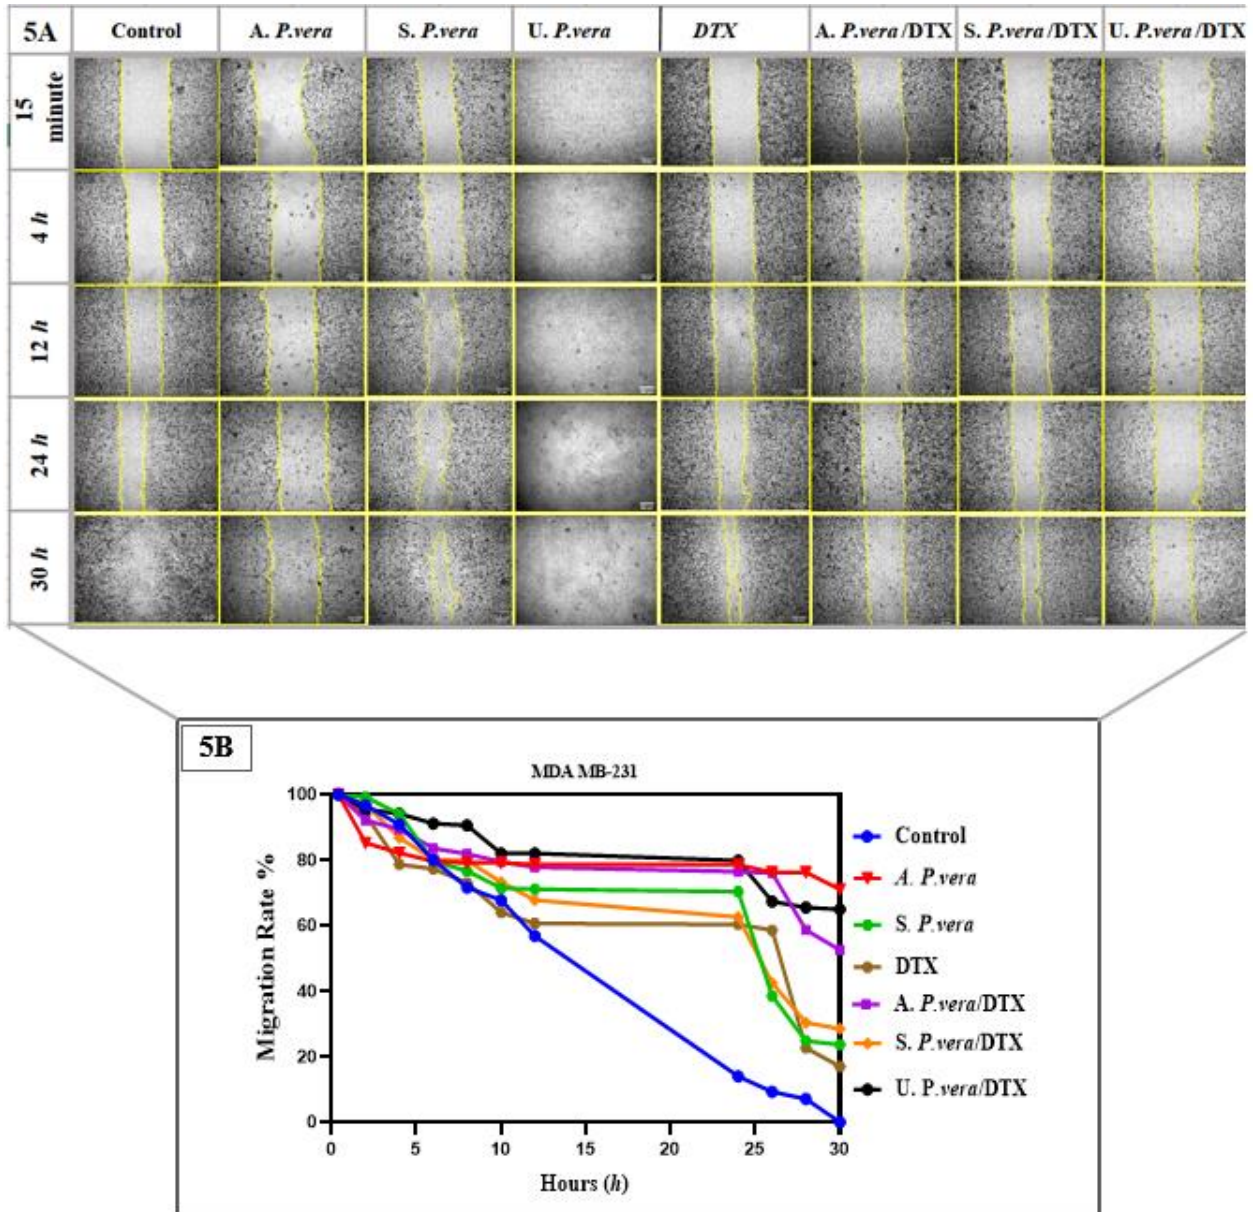 5A Control A. P.vera S. P.vera U. P.vera DTX A. P.vera /DTX S. P.vera /DTX U. P.vera/DTX
15
minute
4 h
12 h
24 h
30 h
5B
MDA MB-231
Migration Rate %
100
80
60
40
20
0
0 5 10 15 20 25 30
Hours (h)
Control
A. P.vera
S. P.vera
DTX
A. P.vera/DTX
S. P.vera/DTX
U. P.vera/DTX